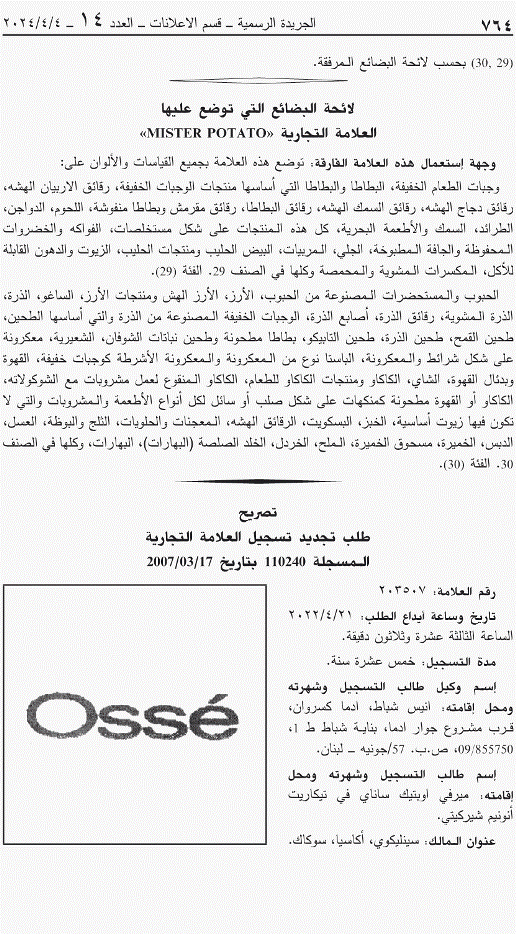 ٧٦٤ الجريدة الرسمية ــ قسم الاعلانات ــ العدد ١٤ ــ ٢٠٢٤/٤/٤
(30, 29) بحسب لائحة البضائع المرفقة.
لائحة البضائع التي توضع عليها
العلامة التجارية «MISTER POTATO»
وجهة إستعمال هذه العلامة الفارقة: توضع هذه العلامة بجميع القياسات والألوان على:
وجبات الطعام الخفيفة، البطاطا والبطاطا التي أساسها منتجات الوجبات الخفيفة، رقائق الاربيان الهشه،
رقائق دجاج الهشه، رقائق السمك الهشه، رقائق البطاطا، رقائق مقرمش وبطاطا منفوشة، اللحوم، الدواجن،
الطرائد، السمك والأطعمة البحرية، كل هذه المنتجات على شكل مستخلصات، الفواكه والخضروات
المحفوظة والجافة المطبوخة، الجلي، المربيات، البيض الحليب ومنتجات الحليب، الزيوت والدهون القابلة
للأكل، المكسرات المشوية والمحمصة وكلها في الصنف 29. الفئة (29).
الحبوب والمستحضرات المصنوعة من الحبوب، الأرز، الأرز الهش ومنتجات الأرز، الساغو، الذرة،
الذرة المشوية، رقائق الذرة، أصابع الذرة، الوجبات الخفيفة المصنوعة من الذرة والتي أساسها الطحين،
طحين القمح، طحين الذرة، طحين التابيكو، بطاطا مطحونة وطحين نباتات الشوفان، الشعيرية، معكرونة
على شكل شرائط والمعكرونة، الباستا نوع من المعكرونة والمعكرونة الأشرطة كوجبات خفيفة، القهوة
وبدائل القهوة، الشاي، الكاكاو ومنتجات الكاكاو للطعام، الكاكاو المنقوع لعمل مشروبات مع الشوكولاته،
الكاكاو أو القهوة مطحونة كمنكهات على شكل صلب أو سائل لكل أنواع الأطعمة والمشروبات والتي لا
تكون فيها زيوت أساسية، الخبز، البسكويت، الرقائق الهشه، المعجنات والحلويات، الثلج والبوظة، العسل،
الدبس، الخميرة، مسحوق الخميرة، الملح، الخردل، الخلد الصلصة (البهارات)، البهارات، وكلها في الصنف
30. الفئة (30).
تصريح
طلب تجديد تسجيل العلامة التجارية
المسجلة 110240 بتاريخ 2007/03/17
رقم العلامة: ٢٠٣٥٠٧
تاريخ وساعة أيداع الطلب: ٢٠٢٢/٤/٢١
الساعة الثالثة عشرة وثلاثون دقيقة.
مدة التسجيل: خمس عشرة سنة.
إسم وكيل طالب التسجيل وشهرته
ومحل إقامته: انيس شباط، ادما كسروان،
قرب مشروع جوار ادما، بناية شباط ط 1،
09/855750، ص.ب. 57/جونيه ــ لبنان.
إسم طالب التسجيل وشهرته ومحل
إقامته: ميرفي اوبتيك ساناي في تيكاريت
أنونيم شيركيتي.
عنوان المالك: سينليكوي، أكاسيا، سوكاك.
Ossé